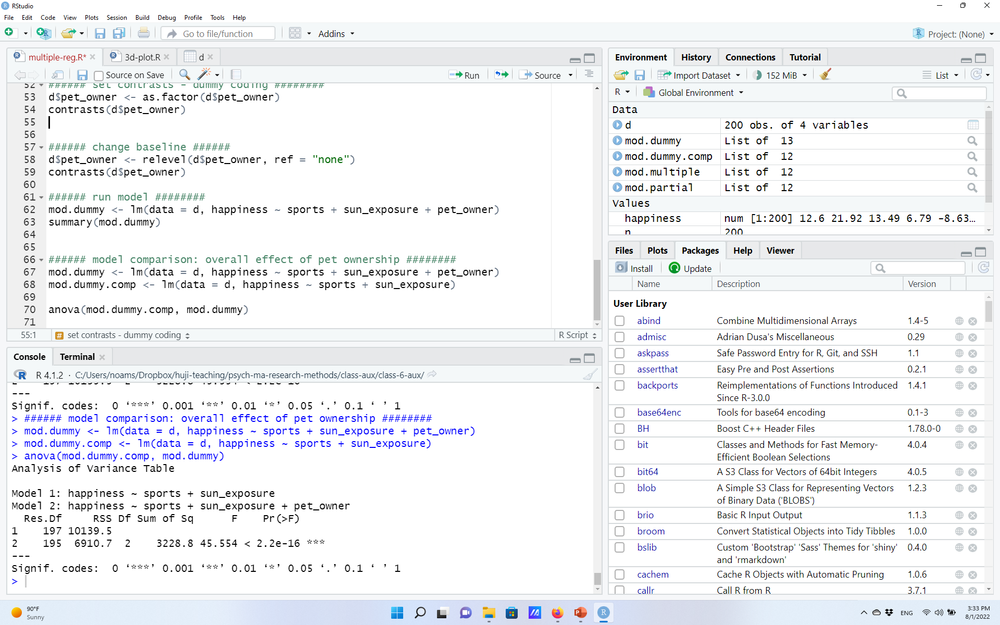 RStudio
File Edit Code View Plots Session Build Debug Profile Tools Help
Go to file/function Addins Project: (None)
multiple-reg.R* 3d-plot.R d
Source on Save Run Source
52 ###### set contrasts - dummy coding ########
53 d$pet_owner <- as.factor(d$pet_owner)
54 contrasts(d$pet_owner)
55
56
57 ###### change baseline ######
58 d$pet_owner <- relevel(d$pet_owner, ref = "none")
59 contrasts(d$pet_owner)
60
61 ###### run model ########
62 mod.dummy <- lm(data = d, happiness ~ sports + sun_exposure + pet_owner)
63 summary(mod.dummy)
64
65
66 ###### model comparison: overall effect of pet ownership ########
67 mod.dummy <- lm(data = d, happiness ~ sports + sun_exposure + pet_owner)
68 mod.dummy.comp <- lm(data = d, happiness ~ sports + sun_exposure)
69
70 anova(mod.dummy.comp, mod.dummy)
71
55:1 # set contrasts - dummy coding R Script
Console Terminal
R 4.1.2 · C:/Users/noams/Dropbox/huji-teaching/psych-ma-research-methods/class-aux/class-6-aux/
---
Signif. codes:  0 ‘***’ 0.001 ‘**’ 0.01 ‘*’ 0.05 ‘.’ 0.1 ‘ ’ 1
> ###### model comparison: overall effect of pet ownership ########
> mod.dummy <- lm(data = d, happiness ~ sports + sun_exposure + pet_owner)
> mod.dummy.comp <- lm(data = d, happiness ~ sports + sun_exposure)
> anova(mod.dummy.comp, mod.dummy)
Analysis of Variance Table
Model 1: happiness ~ sports + sun_exposure
Model 2: happiness ~ sports + sun_exposure + pet_owner
Res.Df RSS Df Sum of Sq F Pr(>F)
1 197 10139.5
2 195 6910.7 2 3228.8 45.554 < 2.2e-16 ***
---
Signif. codes:  0 ‘***’ 0.001 ‘**’ 0.01 ‘*’ 0.05 ‘.’ 0.1 ‘ ’ 1
>
Environment History Connections Tutorial
Import Dataset 152 MiB List
R Global Environment
Data
d 200 obs. of 4 variables
mod.dummy List of 13
mod.dummy.comp List of 12
mod.multiple List of 12
mod.partial List of 12
Values
happiness num [1:200] 12.6 21.92 13.49 6.79 -8.63…
n 200
Files Plots Packages Help Viewer
Install Update
Name Description Version
User Library
abind Combine Multidimensional Arrays 1.4-5
admisc Adrian Dusa's Miscellaneous 0.29
askpass Safe Password Entry for R, Git, and SSH 1.1
assertthat Easy Pre and Post Assertions 0.2.1
backports Reimplementations of Functions Introduced 1.4.1
Since R-3.0.0
base64enc Tools for base64 encoding 0.1-3
BH Boost C++ Header Files 1.78.0-0
bit Classes and Methods for Fast Memory- 4.0.4
Efficient Boolean Selections
bit64 A S3 Class for Vectors of 64bit Integers 4.0.5
blob A Simple S3 Class for Representing Vectors 1.2.3
of Binary Data ('BLOBS')
brio Basic R Input Output 1.1.3
broom Convert Statistical Objects into Tidy Tibbles 1.0.0
bslib Custom 'Bootstrap' 'Sass' Themes for 'shiny' 0.4.0
and 'rmarkdown'
cachem Cache R Objects with Automatic Pruning 1.0.6
callr Call R from R 3.7.1
90°F
Sunny
ENG
3:33 PM
8/1/2022